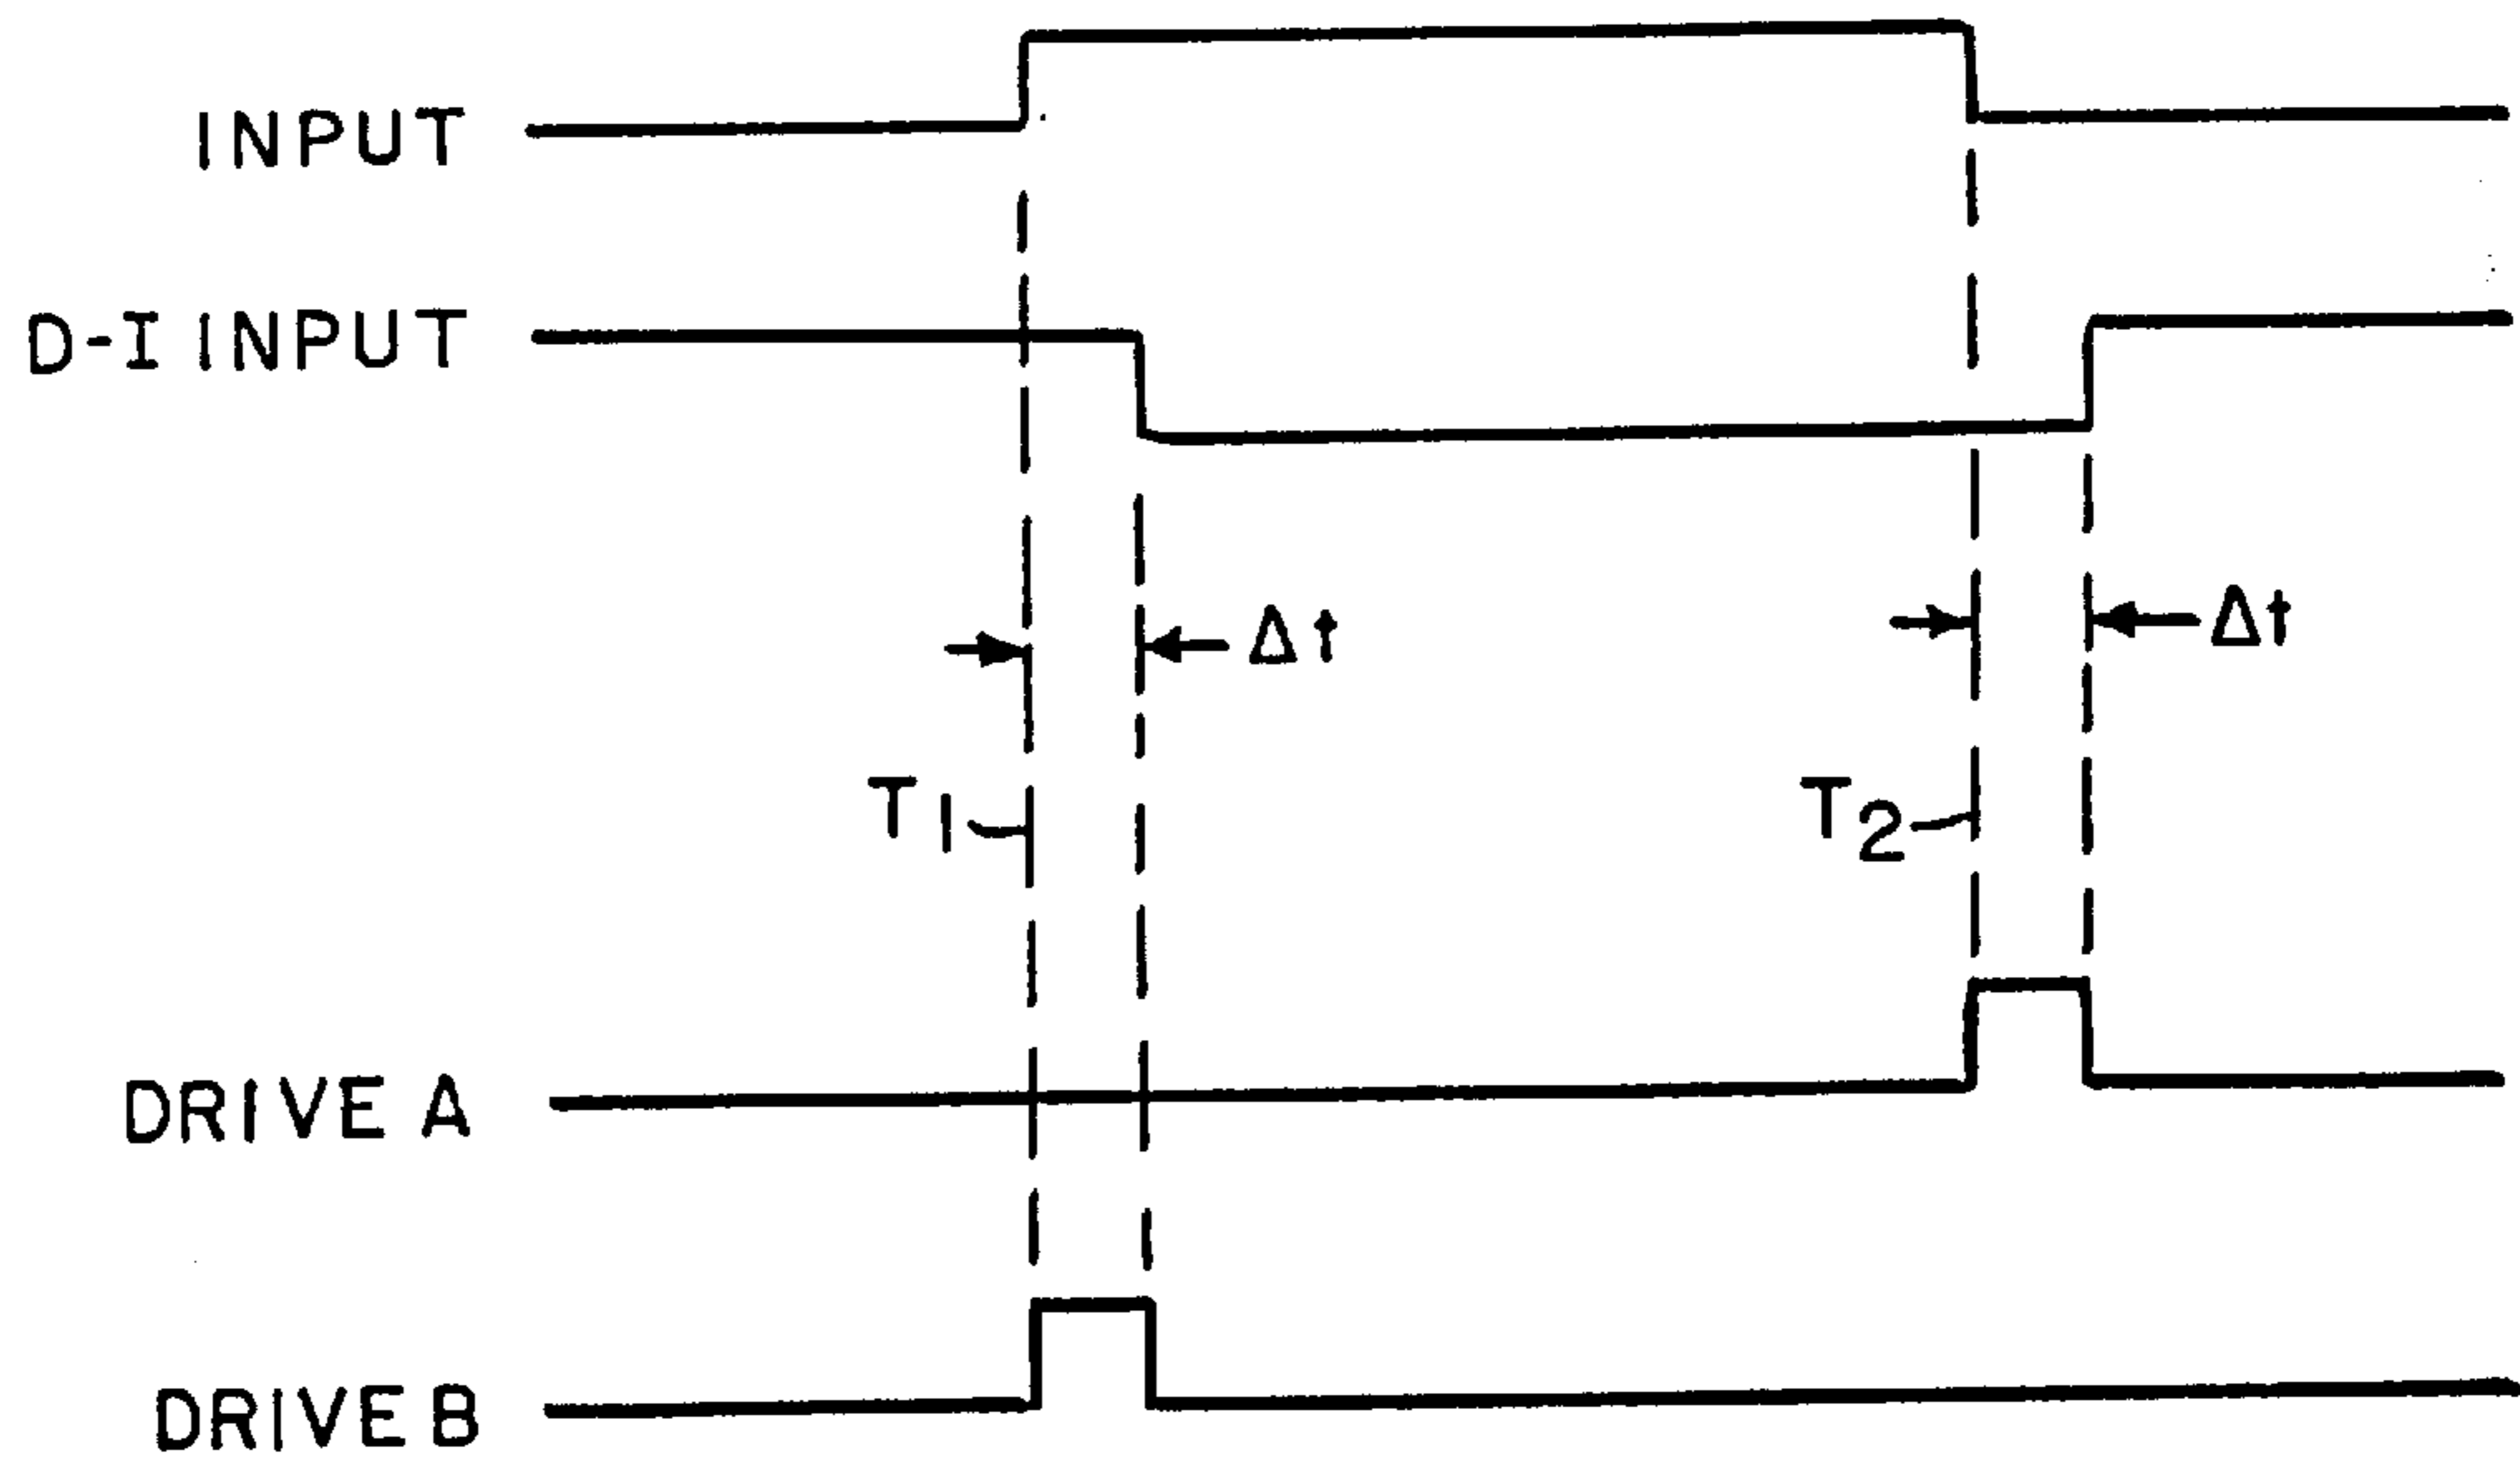 INPUT
D-I INPUT
Δt
Δt
T1
T2
DRIVE A
DRIVE B